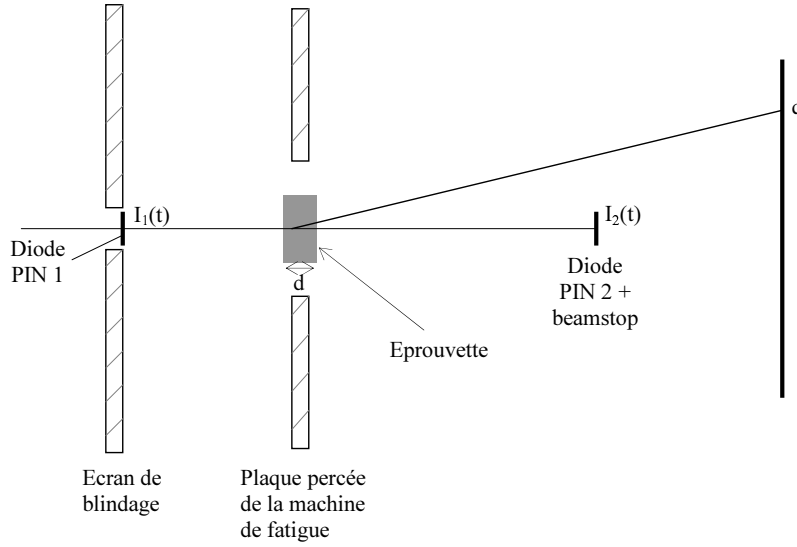 I₁(t)
I₂(t)
Diode
PIN 1
d
Diode
PIN 2 +
beamstop
Eprouvette
Ecran de
blindage
Plaque percée
de la machine
de fatigue